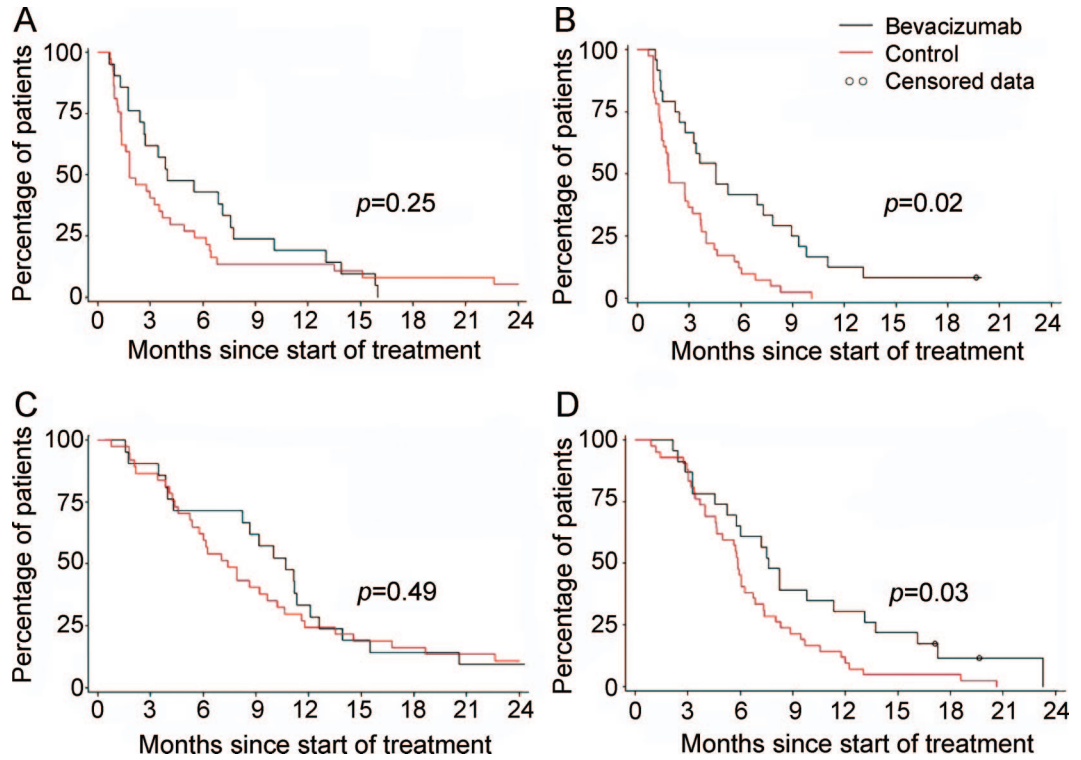 A
Percentage of patients
100
75
50
25
0
p=0.25
0 3 6 9 12 15 18 21 24
Months since start of treatment
B
Bevacizumab
Control
Censored data
Percentage of patients
100
75
50
25
0
p=0.02
0 3 6 9 12 15 18 21 24
Months since start of treatment
C
Percentage of patients
100
75
50
25
0
p=0.49
0 3 6 9 12 15 18 21 24
Months since start of treatment
D
Percentage of patients
100
75
50
25
0
p=0.03
0 3 6 9 12 15 18 21 24
Months since start of treatment